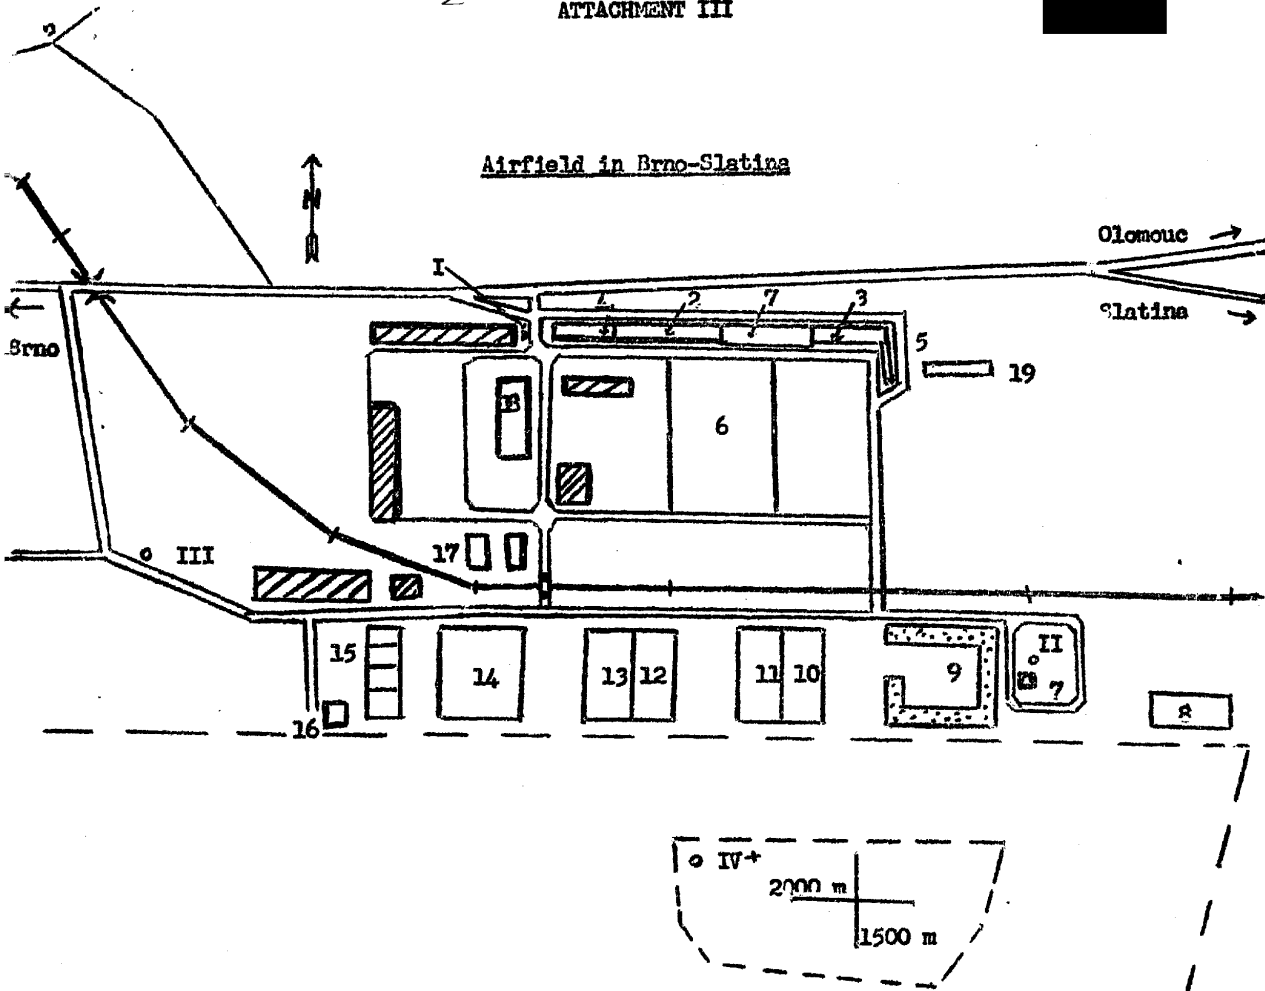 ATTACHMENT III
Airfield in Brno-Slatina
N
Olomouc
I
2
7
3
Slatina
Brno
5
19
B
6
III
17
15
14
13
12
11
10
9
II
7
8
16
IV+
2000 m
1500 m